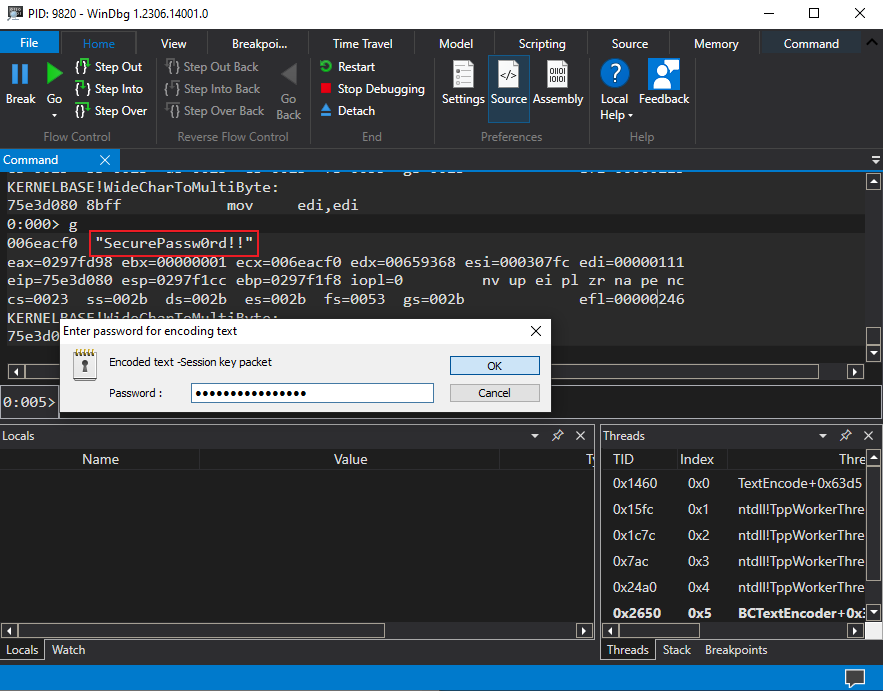 PID: 9820 - WinDbg 1.2306.14001.0
File Home View Breakpoi... Time Travel Model Scripting Source Memory Command
Break
Go
Step Out
Step Into
Step Over
Flow Control
Step Out Back
Step Into Back
Step Over Back
Go Back
Reverse Flow Control
Restart
Stop Debugging
Detach
End
Settings
Source
Assembly
Preferences
Local Help
Feedback
Help
Command
KERNELBASE!WideCharToMultiByte:
75e3d080 8bff mov edi,edi
0:000> g
006eacf0 "SecurePassw0rd!!"
eax=0297fd98 ebx=00000001 ecx=006eacf0 edx=00659368 esi=000307fc edi=00000111
eip=75e3d080 esp=0297f1cc ebp=0297f1f8 iopl=0 nv up ei pl zr na pe nc
cs=0023 ss=002b ds=002b es=002b fs=0053 gs=002b efl=00000246
KERNELBASE!WideCharToMultiByte:
75e3d0
Enter password for encoding text
Encoded text -Session key packet
Password :
OK
Cancel
0:005>
Locals
Name Value Ty
Locals Watch
Threads
TID Index Thre
0x1460 0x0 TextEncode+0x63d5
0x15fc 0x1 ntdll!TppWorkerThre
0x1c7c 0x2 ntdll!TppWorkerThre
0x7ac 0x3 ntdll!TppWorkerThre
0x24a0 0x4 ntdll!TppWorkerThre
0x2650 0x5 BCTextEncoder+0x
Threads Stack Breakpoints